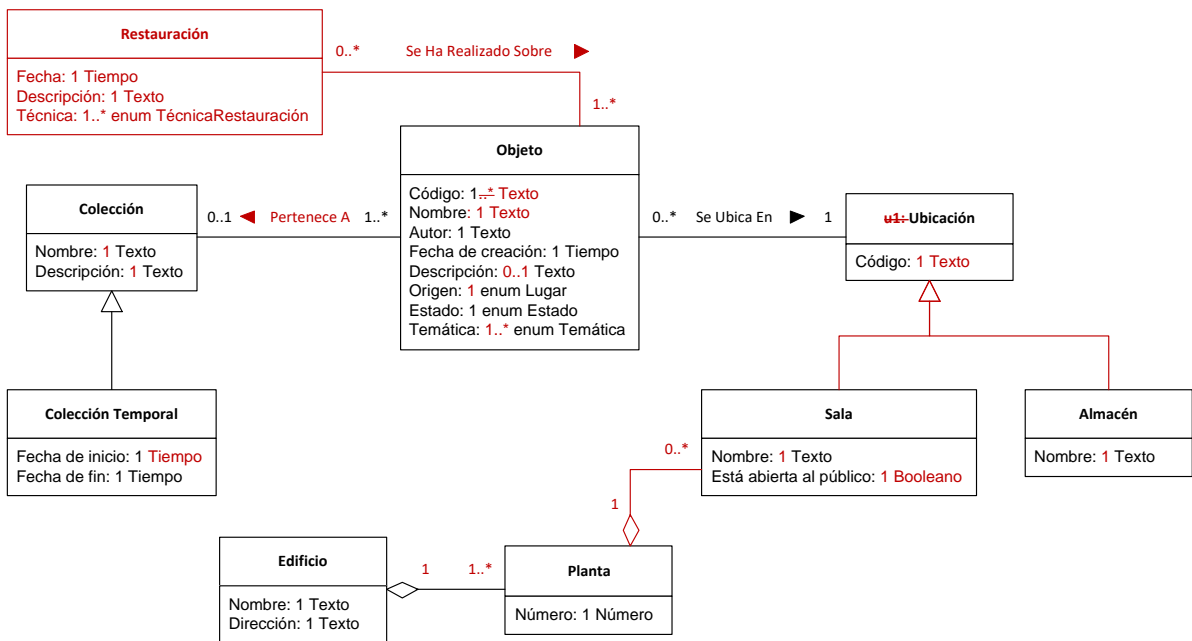 Restauración
Fecha: 1 Tiempo
Descripción: 1 Texto
Técnica: 1..* enum TécnicaRestauración
0..*
Se Ha Realizado Sobre
1..*
Objeto
Código: 1..* Texto
Nombre: 1 Texto
Autor: 1 Texto
Fecha de creación: 1 Tiempo
Descripción: 0..1 Texto
Origen: 1 enum Lugar
Estado: 1 enum Estado
Temática: 1..* enum Temática
Colección
Nombre: 1 Texto
Descripción: 1 Texto
0..1
Pertenece A
1..*
0..*
Se Ubica En
1
u1: Ubicación
Código: 1 Texto
Colección Temporal
Fecha de inicio: 1 Tiempo
Fecha de fin: 1 Tiempo
Sala
Nombre: 1 Texto
Está abierta al público: 1 Booleano
Almacén
Nombre: 1 Texto
0..*
1
Edificio
Nombre: 1 Texto
Dirección: 1 Texto
1
1..*
Planta
Número: 1 Número